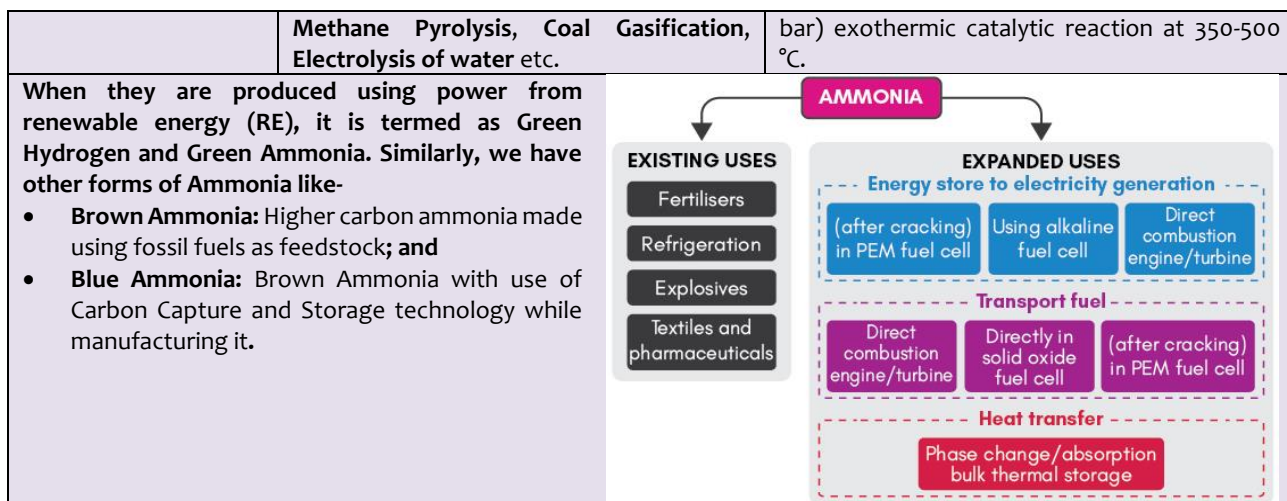 Methane Pyrolysis, Coal Gasification,
Electrolysis of water etc.
bar) exothermic catalytic reaction at 350-500
°C.
When they are produced using power from
renewable energy (RE), it is termed as Green
Hydrogen and Green Ammonia. Similarly, we have
other forms of Ammonia like-
• Brown Ammonia: Higher carbon ammonia made
using fossil fuels as feedstock; and
• Blue Ammonia: Brown Ammonia with use of
Carbon Capture and Storage technology while
manufacturing it.
AMMONIA
EXISTING USES
Fertilisers
Refrigeration
Explosives
Textiles and
pharmaceuticals
EXPANDED USES
Energy store to electricity generation
(after cracking)
in PEM fuel cell
Using alkaline
fuel cell
Direct
combustion
engine/turbine
Transport fuel
Direct
combustion
engine/turbine
Directly in
solid oxide
fuel cell
(after cracking)
in PEM fuel cell
Heat transfer
Phase change/absorption
bulk thermal storage